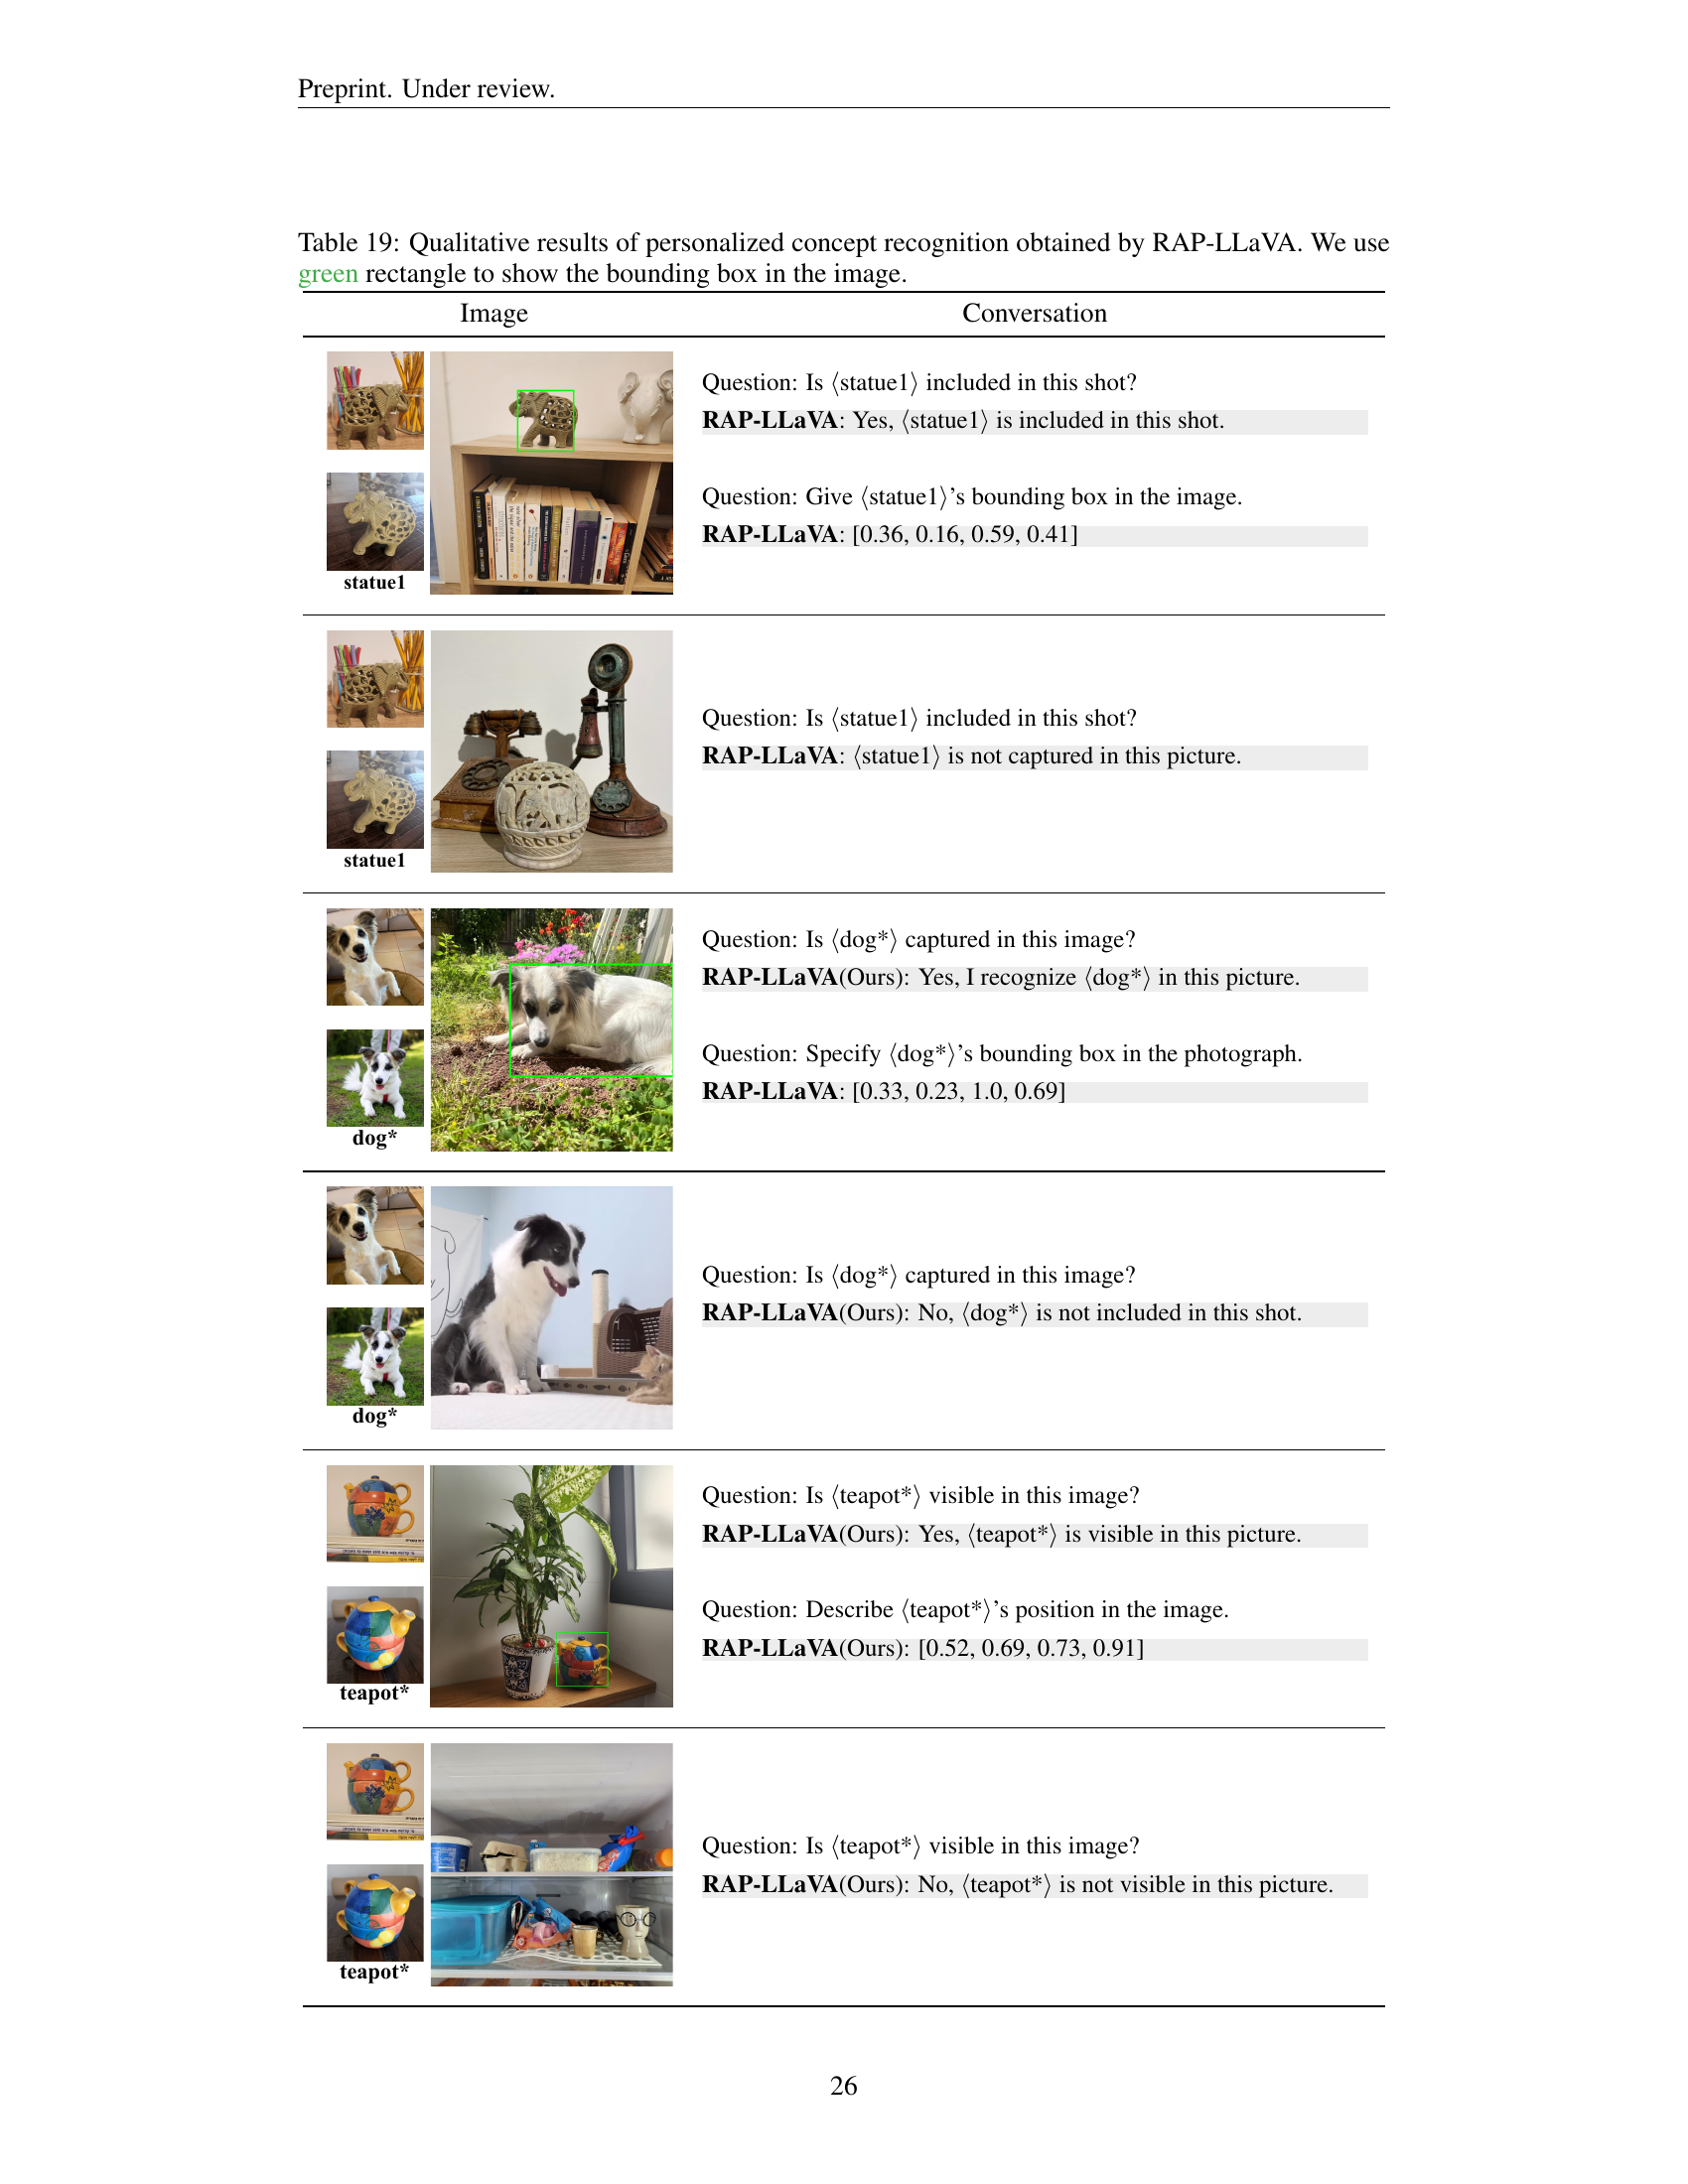 Preprint. Under review.
Table 19: Qualitative results of personalized concept recognition obtained by RAP-LLaVA. We use
green rectangle to show the bounding box in the image.
Image
Conversation
statue1
Question: Is ⟨statue1⟩ included in this shot?
RAP-LLaVA: Yes, ⟨statue1⟩ is included in this shot.
Question: Give ⟨statue1⟩’s bounding box in the image.
RAP-LLaVA: [0.36, 0.16, 0.59, 0.41]
statue1
Question: Is ⟨statue1⟩ included in this shot?
RAP-LLaVA: ⟨statue1⟩ is not captured in this picture.
dog*
Question: Is ⟨dog*⟩ captured in this image?
RAP-LLaVA(Ours): Yes, I recognize ⟨dog*⟩ in this picture.
Question: Specify ⟨dog*⟩’s bounding box in the photograph.
RAP-LLaVA: [0.33, 0.23, 1.0, 0.69]
dog*
Question: Is ⟨dog*⟩ captured in this image?
RAP-LLaVA(Ours): No, ⟨dog*⟩ is not included in this shot.
teapot*
Question: Is ⟨teapot*⟩ visible in this image?
RAP-LLaVA(Ours): Yes, ⟨teapot*⟩ is visible in this picture.
Question: Describe ⟨teapot*⟩’s position in the image.
RAP-LLaVA(Ours): [0.52, 0.69, 0.73, 0.91]
teapot*
Question: Is ⟨teapot*⟩ visible in this image?
RAP-LLaVA(Ours): No, ⟨teapot*⟩ is not visible in this picture.
26